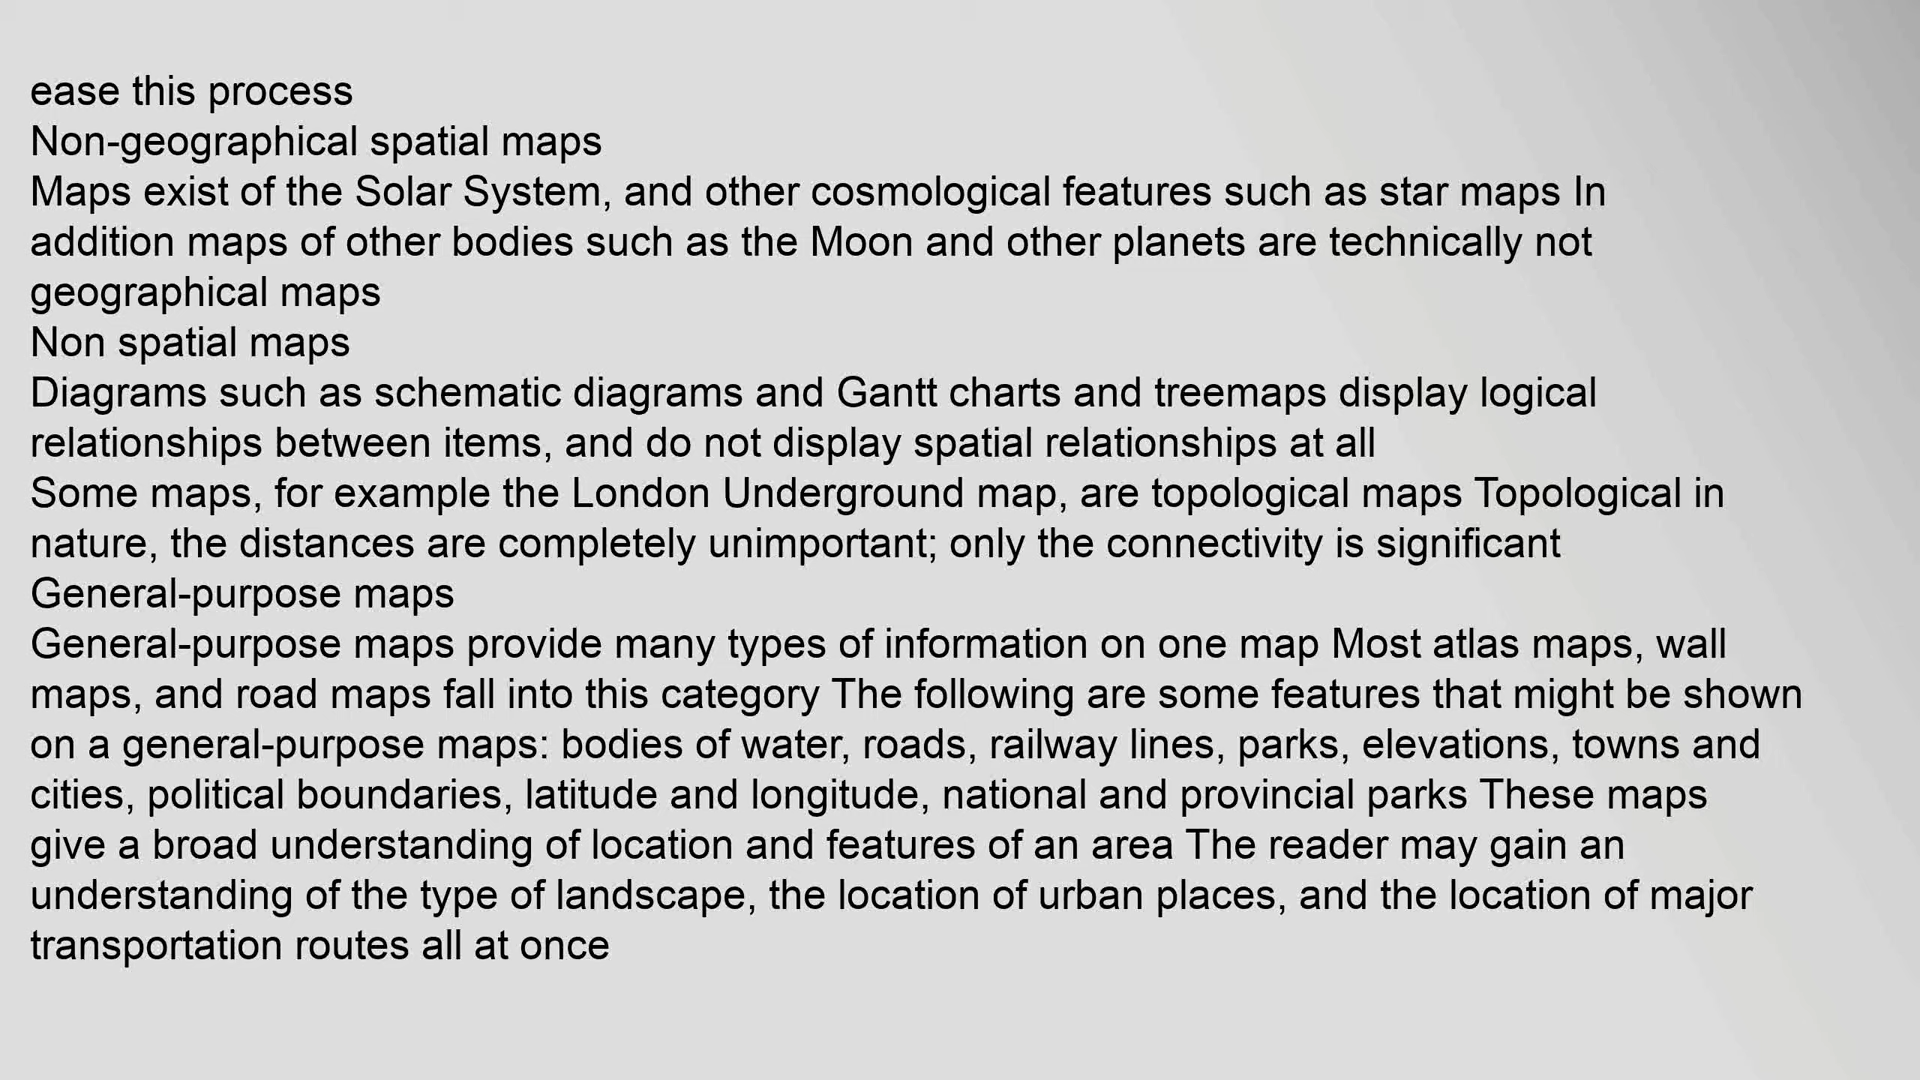 ease this process
Non-geographical spatial maps
Maps exist of the Solar System, and other cosmological features such as star maps In
addition maps of other bodies such as the Moon and other planets are technically not
geographical maps
Non spatial maps
Diagrams such as schematic diagrams and Gantt charts and treemaps display logical
relationships between items, and do not display spatial relationships at all
Some maps, for example the London Underground map, are topological maps Topological in
nature, the distances are completely unimportant; only the connectivity is significant
General-purpose maps
General-purpose maps provide many types of information on one map Most atlas maps, wall
maps, and road maps fall into this category The following are some features that might be shown
on a general-purpose maps: bodies of water, roads, railway lines, parks, elevations, towns and
cities, political boundaries, latitude and longitude, national and provincial parks These maps
give a broad understanding of location and features of an area The reader may gain an
understanding of the type of landscape, the location of urban places, and the location of major
transportation routes all at once